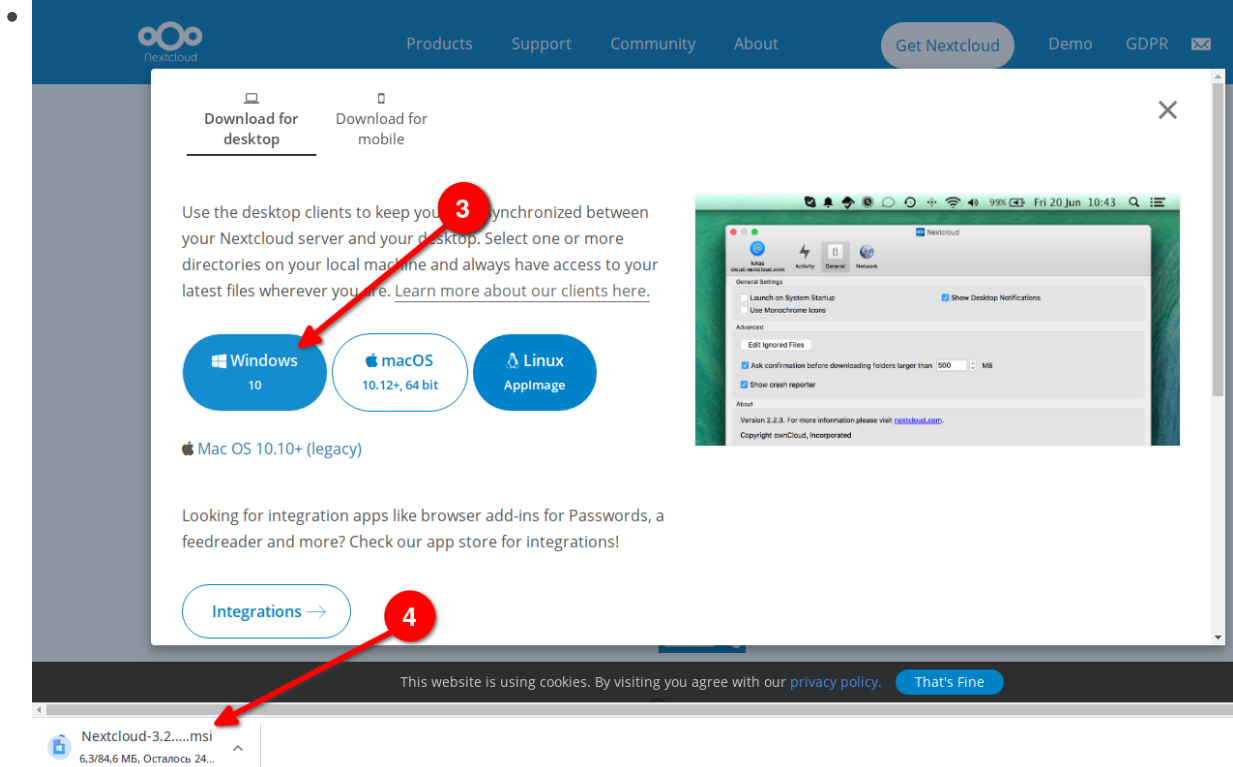 Nextcloud
Products Support Community About Get Nextcloud Demo GDPR
Download for desktop
Download for mobile
3
Use the desktop clients to keep you ynchronized between
your Nextcloud server and your desktop. Select one or more
directories on your local machine and always have access to your
latest files wherever you are. Learn more about our clients here.
Windows
10
macOS
10.12+, 64 bit
Linux
AppImage
Mac OS 10.10+ (legacy)
99% Fri 20 Jun 10:43
Nextcloud
lukas
cloud.nextcloud.com
Activity General Network
General Settings
Launch on System Startup Show Desktop Notifications
Use Monochrome Icons
Advanced
Edit Ignored Files
Ask confirmation before downloading folders larger than 500 MB
Show crash reporter
About
Version 2.2.3. For more information please visit nextcloud.com.
Copyright ownCloud, Incorporated
Looking for integration apps like browser add-ins for Passwords, a
feedreader and more? Check our app store for integrations!
Integrations →
4
This website is using cookies. By visiting you agree with our privacy policy. That's Fine
Nextcloud-3.2.....msi
6,3/84,6 МБ, Осталось 24...